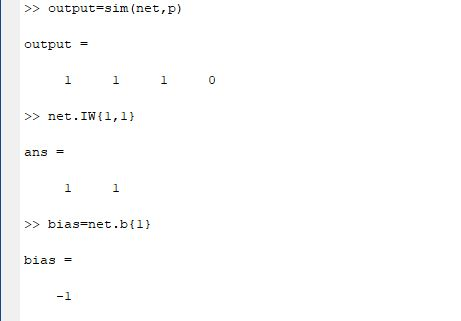 >> output=sim(net,p)
output =
1 1 1 0
>> net.IW{1,1}
ans =
1 1
>> bias=net.b{1}
bias =
-1